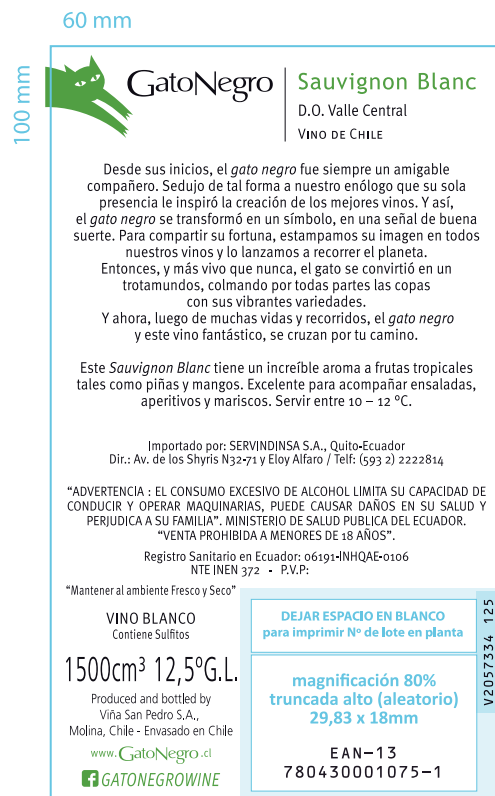 60 mm
100 mm
GatoNegro
Sauvignon Blanc
D.O. Valle Central
VINO DE CHILE
Desde sus inicios, el gato negro fue siempre un amigable
compañero. Sedujo de tal forma a nuestro enólogo que su sola
presencia le inspiró la creación de los mejores vinos. Y así,
el gato negro se transformó en un símbolo, en una señal de buena
suerte. Para compartir su fortuna, estampamos su imagen en todos
nuestros vinos y lo lanzamos a recorrer el planeta.
Entonces, y más vivo que nunca, el gato se convirtió en un
trotamundos, colmando por todas partes las copas
con sus vibrantes variedades.
Y ahora, luego de muchas vidas y recorridos, el gato negro
y este vino fantástico, se cruzan por tu camino.
Este Sauvignon Blanc tiene un increíble aroma a frutas tropicales
tales como piñas y mangos. Excelente para acompañar ensaladas,
aperitivos y mariscos. Servir entre 10 – 12 ºC.
Importado por: SERVINDINSA S.A., Quito-Ecuador
Dir.: Av. de los Shyris N32-71 y Eloy Alfaro / Telf: (593 2) 2222814
“ADVERTENCIA : EL CONSUMO EXCESIVO DE ALCOHOL LIMITA SU CAPACIDAD DE
CONDUCIR Y OPERAR MAQUINARIAS, PUEDE CAUSAR DAÑOS EN SU SALUD Y
PERJUDICA A SU FAMILIA”. MINISTERIO DE SALUD PUBLICA DEL ECUADOR.
“VENTA PROHIBIDA A MENORES DE 18 AÑOS”.
Registro Sanitario en Ecuador: 06191-INHQAE-0106
NTE INEN 372 - P.V.P:
“Mantener al ambiente Fresco y Seco”
VINO BLANCO
Contiene Sulfitos
1500cm³ 12,5ºG.L.
Produced and bottled by
Viña San Pedro S.A.,
Molina, Chile - Envasado en Chile
www.GatoNegro.cl
f GATONEGROWINE
DEJAR ESPACIO EN BLANCO
para imprimir Nº de lote en planta
magnificación 80%
truncada alto (aleatorio)
29,83 x 18mm
EAN-13
780430001075-1
V2057334 125